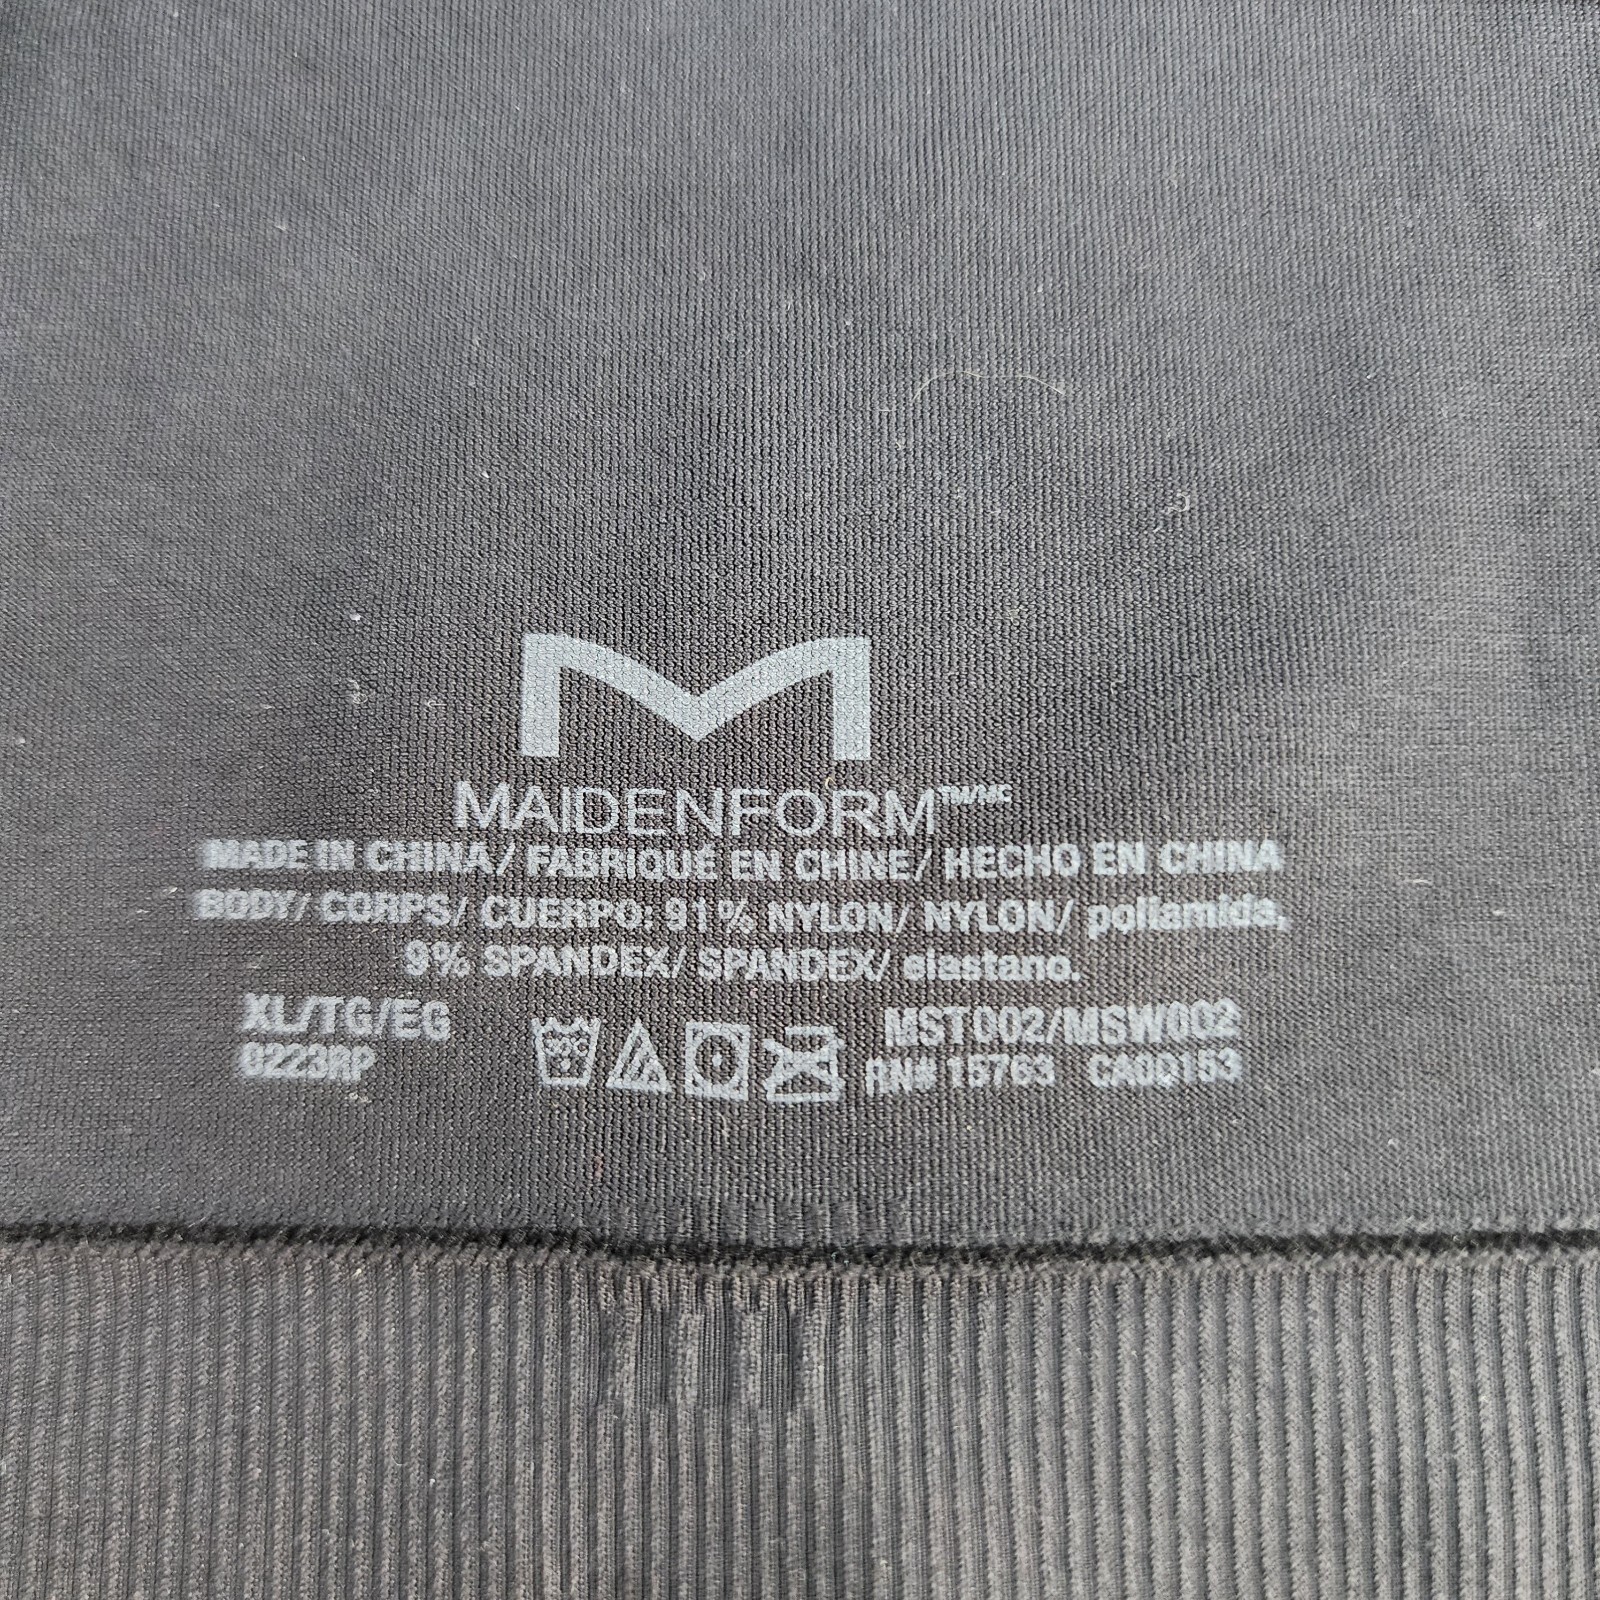 M
MAIDENFORM™/MC
MADE IN CHINA/ FABRIQUÉ EN CHINE/ HECHO EN CHINA
BODY/ CORPS/ CUERPO: 91% NYLON/ NYLON/ poliamida,
9% SPANDEX/ SPANDEX/ elastano.
XL/TG/EG
0223RP
30°C
MST002/MSW002
RN# 15763 CA00153